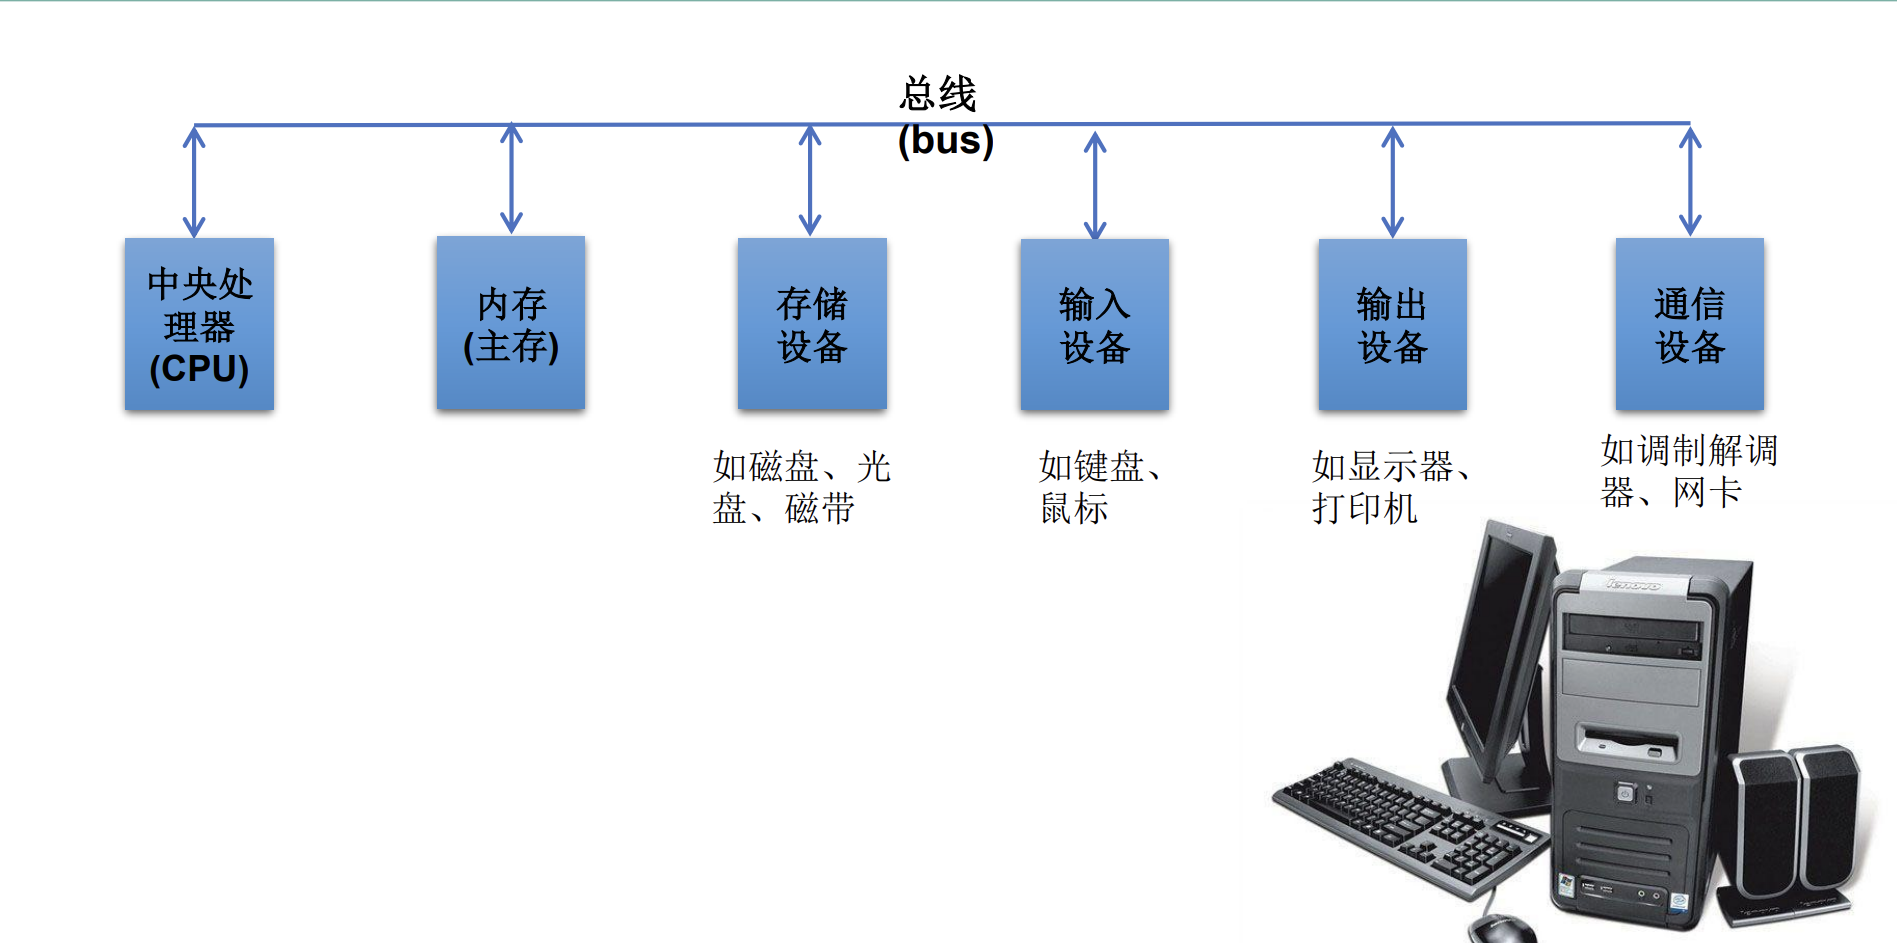 总线
(bus)
中央处
理器
(CPU)
内存
(主存)
存储
设备
输入
设备
输出
设备
通信
设备
如磁盘、光
盘、磁带
如键盘、
鼠标
如显示器、
打印机
如调制解调
器、网卡
lenovo